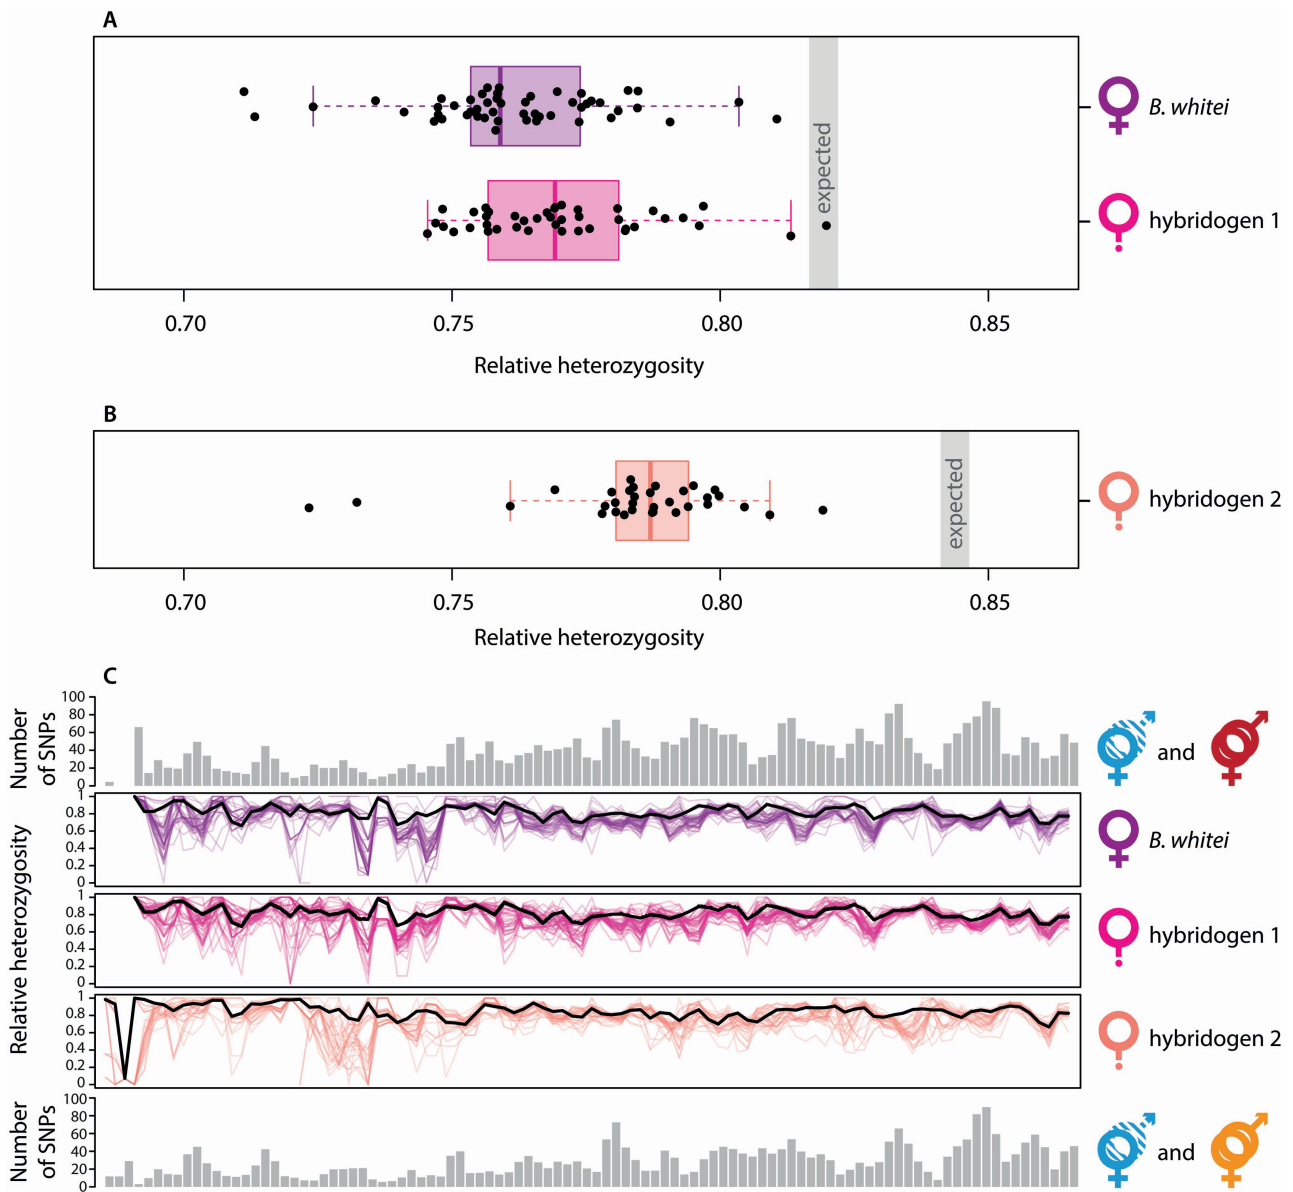 A
expected
B. whitei
hybridogen 1
0.70 0.75 0.80 0.85
Relative heterozygosity
B
expected
hybridogen 2
0.70 0.75 0.80 0.85
Relative heterozygosity
C
Number
of SNPs
100
80
60
40
20
0
and
Relative heterozygosity
1
0.8
0.6
0.4
0.2
0
B. whitei
1
0.8
0.6
0.4
0.2
0
hybridogen 1
1
0.8
0.6
0.4
0.2
0
hybridogen 2
Number
of SNPs
100
80
60
40
20
0
and